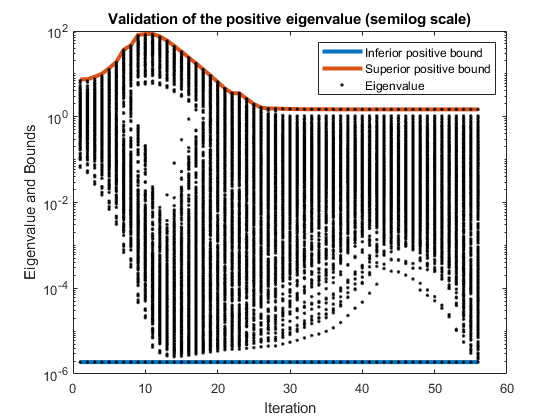 Validation of the positive eigenvalue (semilog scale)
Inferior positive bound
Superior positive bound
Eigenvalue
Eigenvalue and Bounds
10^2
10^0
10^-2
10^-4
10^-6
0 10 20 30 40 50 60
Iteration